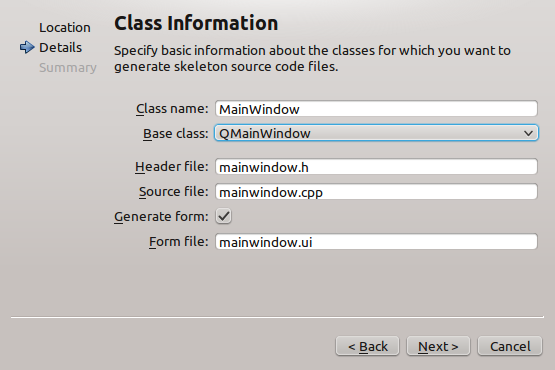 Location
Details
Summary
Class Information
Specify basic information about the classes for which you want to
generate skeleton source code files.
Class name: MainWindow
Base class: QMainWindow
Header file: mainwindow.h
Source file: mainwindow.cpp
Generate form:
Form file: mainwindow.ui
< Back Next > Cancel